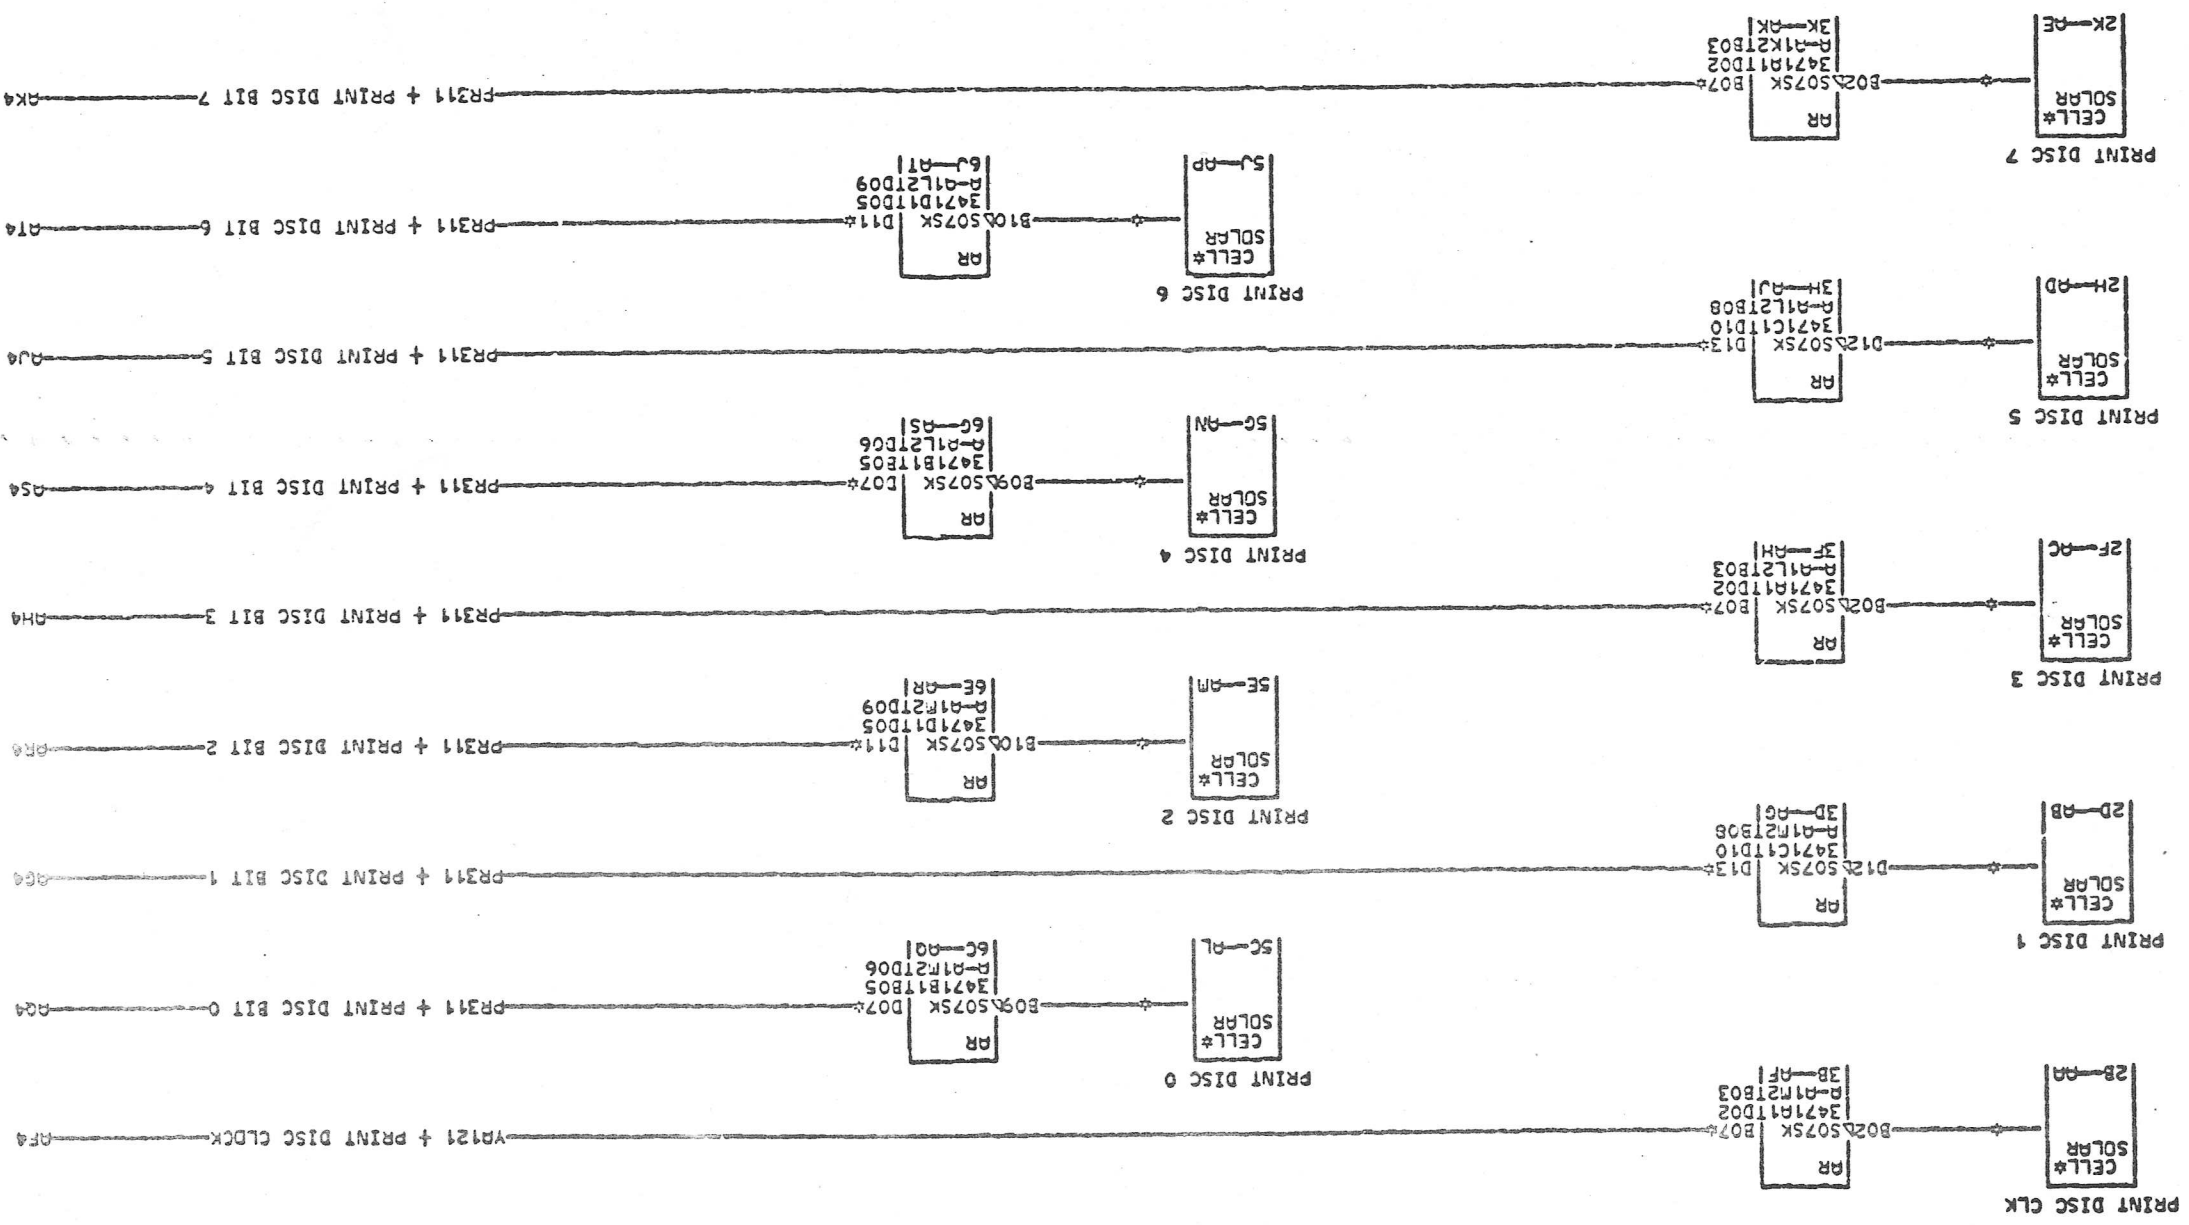 PRINT DISC CLK
CELL*
SOLAR
2B—AA
AR
B02 S07SK B07*
3471A1TD02
A-A1M2TB03
3B—AF
YA121 + PRINT DISC CLOCK AF4
PRINT DISC 0
CELL*
SOLAR
5C—AL
AR
B09 S07SK D07*
3471B1TB05
A-A1M2TD06
6C—AQ
PR311 + PRINT DISC BIT 0 AQ4
PRINT DISC 1
CELL*
SOLAR
2D—AB
AR
D12 S07SK D13*
3471C1TD10
A-A1M2TB08
3D—AG
PR311 + PRINT DISC BIT 1 AG4
PRINT DISC 2
CELL*
SOLAR
5E—AM
AR
B10 S07SK D11*
3471D1TD05
A-A1M2TD09
6E—AR
PR311 + PRINT DISC BIT 2 AR4
PRINT DISC 3
CELL*
SOLAR
2F—AC
AR
B02 S07SK B07*
3471A1TD02
A-A1L2TB03
3F—AH
PR311 + PRINT DISC BIT 3 AH4
PRINT DISC 4
CELL*
SOLAR
5G—AN
AR
B09 S07SK D07*
3471B1TB05
A-A1L2TD06
6G—AS
PR311 + PRINT DISC BIT 4 AS4
PRINT DISC 5
CELL*
SOLAR
2H—AD
AR
D12 S07SK D13*
3471C1TD10
A-A1L2TB08
3H—AJ
PR311 + PRINT DISC BIT 5 AJ4
PRINT DISC 6
CELL*
SOLAR
5J—AP
AR
B10 S07SK D11*
3471D1TD05
A-A1L2TD09
6J—AT
PR311 + PRINT DISC BIT 6 AT4
PRINT DISC 7
CELL*
SOLAR
2K—AE
AR
B02 S07SK B07*
3471A1TD02
A-A1K2TB03
3K—AK
PR311 + PRINT DISC BIT 7 AK4